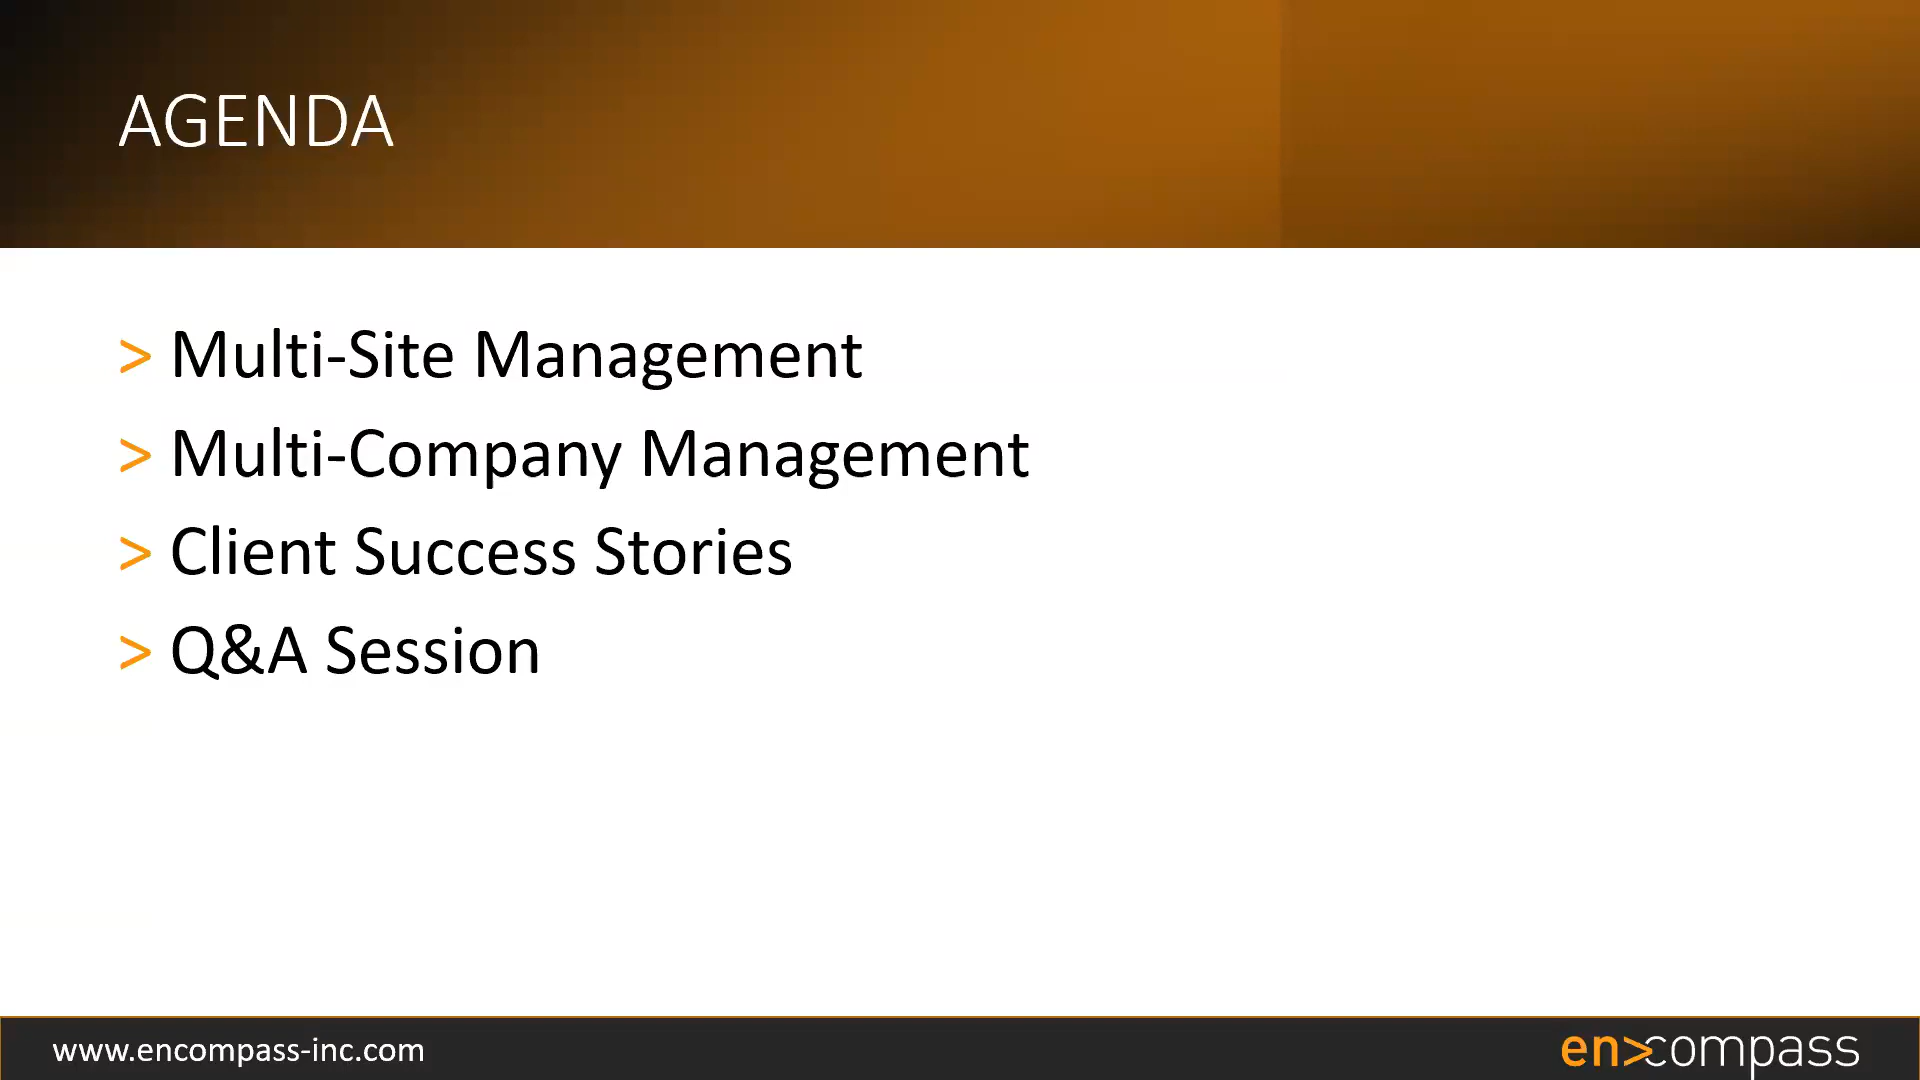 AGENDA
> Multi-Site Management
> Multi-Company Management
> Client Success Stories
> Q&A Session
www.encompass-inc.com
en>compass